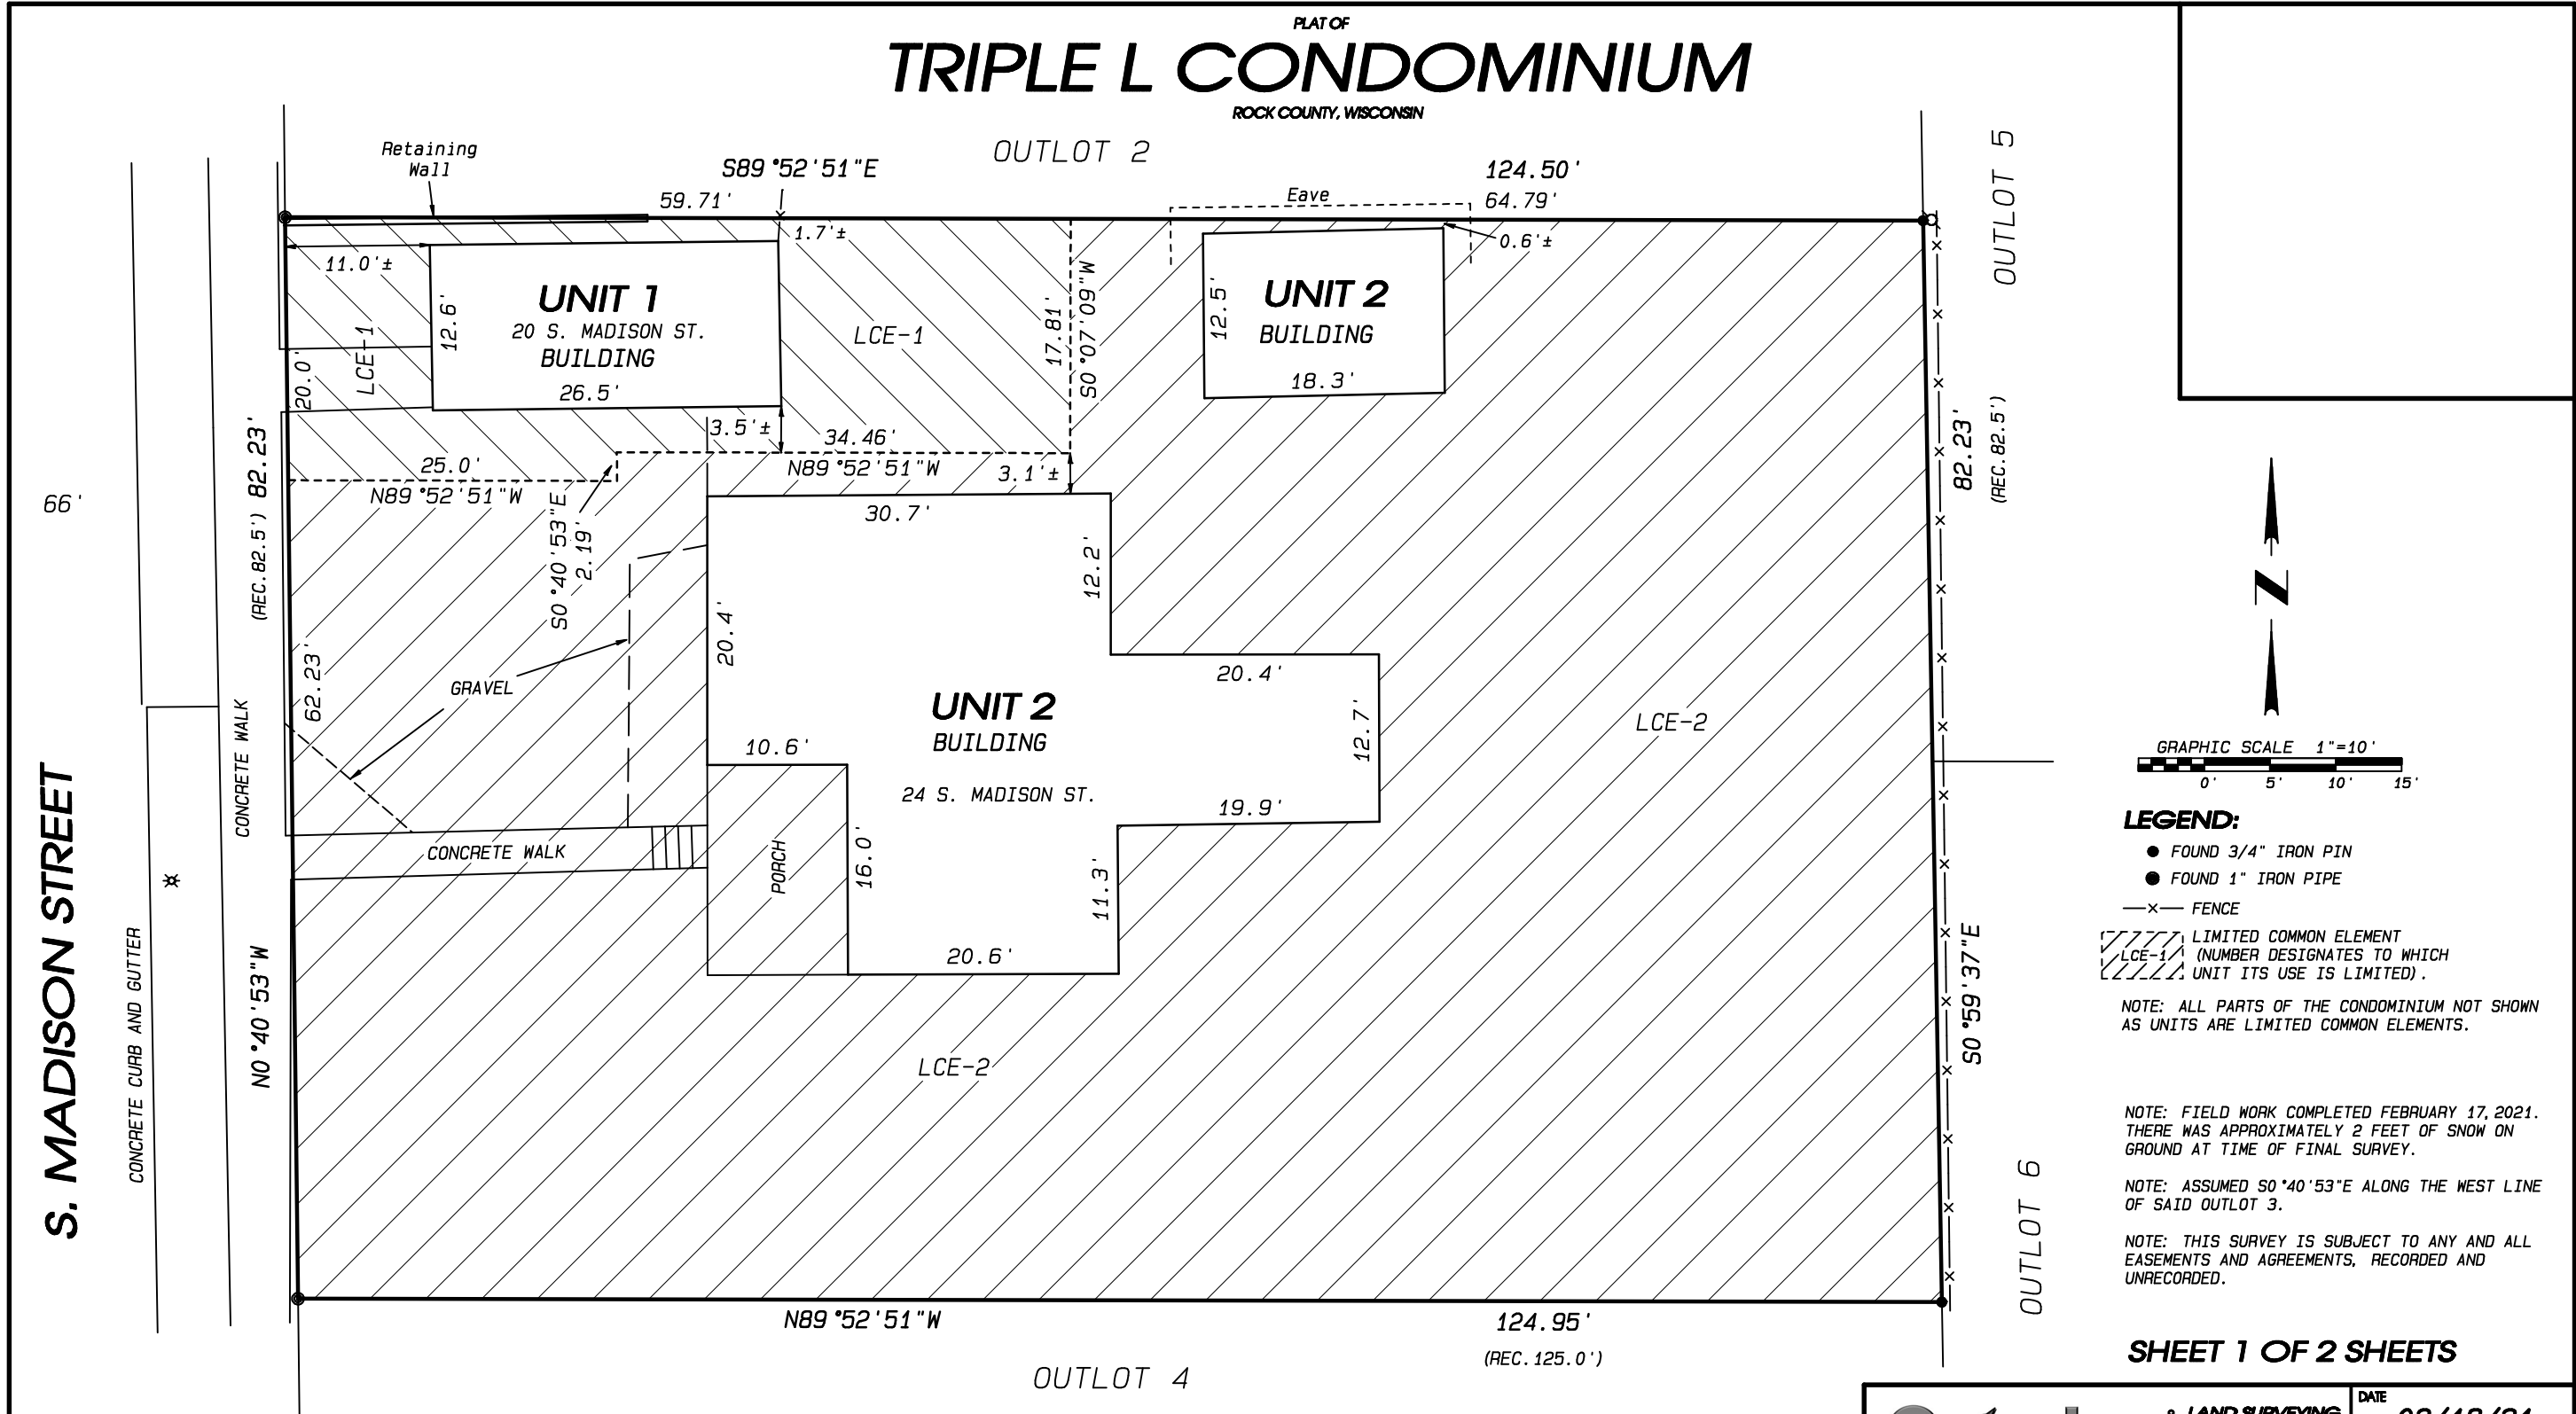 PLAT OF
TRIPLE L CONDOMINIUM
ROCK COUNTY, WISCONSIN
OUTLOT 2
OUTLOT 5
Retaining
Wall
S89°52'51"E
124.50'
59.71'
Eave
64.79'
1.7'±
0.6'±
11.0'±
UNIT 1
20 S. MADISON ST.
BUILDING
26.5'
12.6'
LCE-1
20.0'
LCE-1
17.81'
S0°07'09"W
UNIT 2
BUILDING
12.5'
18.3'
3.5'±
34.46'
N89°52'51"W
3.1'±
25.0'
N89°52'51"W
S0°40'53"E
2.19'
82.23'
(REC.82.5')
82.23'
(REC.82.5')
66'
30.7'
12.2'
20.4'
20.4'
62.23'
GRAVEL
UNIT 2
BUILDING
24 S. MADISON ST.
10.6'
12.7'
19.9'
LCE-2
CONCRETE WALK
CONCRETE WALK
PORCH
16.0'
11.3'
20.6'
LCE-2
S. MADISON STREET
CONCRETE CURB AND GUTTER
N0°40'53"W
S0°59'37"E
OUTLOT 6
N89°52'51"W
124.95'
(REC.125.0')
OUTLOT 4
N
GRAPHIC SCALE 1"=10'
0' 5' 10' 15'
LEGEND:
FOUND 3/4" IRON PIN
FOUND 1" IRON PIPE
x FENCE
LIMITED COMMON ELEMENT
LCE-1 (NUMBER DESIGNATES TO WHICH
UNIT ITS USE IS LIMITED).
NOTE: ALL PARTS OF THE CONDOMINIUM NOT SHOWN
AS UNITS ARE LIMITED COMMON ELEMENTS.
NOTE: FIELD WORK COMPLETED FEBRUARY 17, 2021.
THERE WAS APPROXIMATELY 2 FEET OF SNOW ON
GROUND AT TIME OF FINAL SURVEY.
NOTE: ASSUMED S0°40'53"E ALONG THE WEST LINE
OF SAID OUTLOT 3.
NOTE: THIS SURVEY IS SUBJECT TO ANY AND ALL
EASEMENTS AND AGREEMENTS, RECORDED AND
UNRECORDED.
SHEET 1 OF 2 SHEETS
LAND SURVEYING
DATE